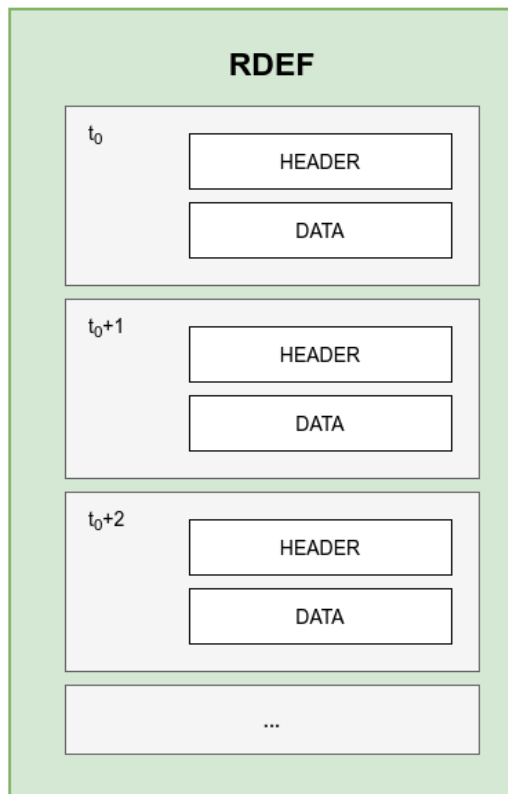 RDEF
t₀
HEADER
DATA
t₀+1
HEADER
DATA
t₀+2
HEADER
DATA
...